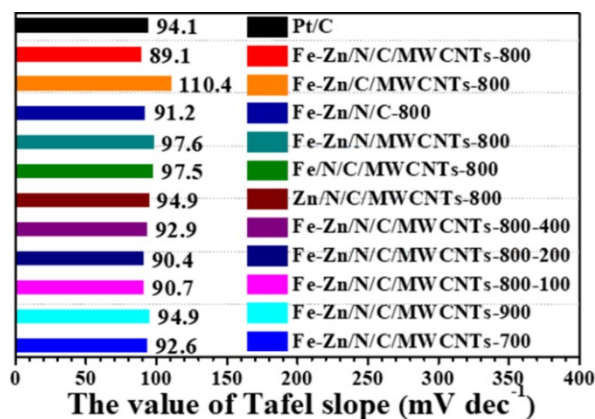 94.1 Pt/C
89.1 Fe-Zn/N/C/MWCNTs-800
110.4 Fe-Zn/C/MWCNTs-800
91.2 Fe-Zn/N/C-800
97.6 Fe-Zn/N/MWCNTs-800
97.5 Fe/N/C/MWCNTs-800
94.9 Zn/N/C/MWCNTs-800
92.9 Fe-Zn/N/C/MWCNTs-800-400
90.4 Fe-Zn/N/C/MWCNTs-800-200
90.7 Fe-Zn/N/C/MWCNTs-800-100
94.9 Fe-Zn/N/C/MWCNTs-900
92.6 Fe-Zn/N/C/MWCNTs-700
0 50 100 150 200 250 300 350 400
The value of Tafel slope (mV dec⁻¹)